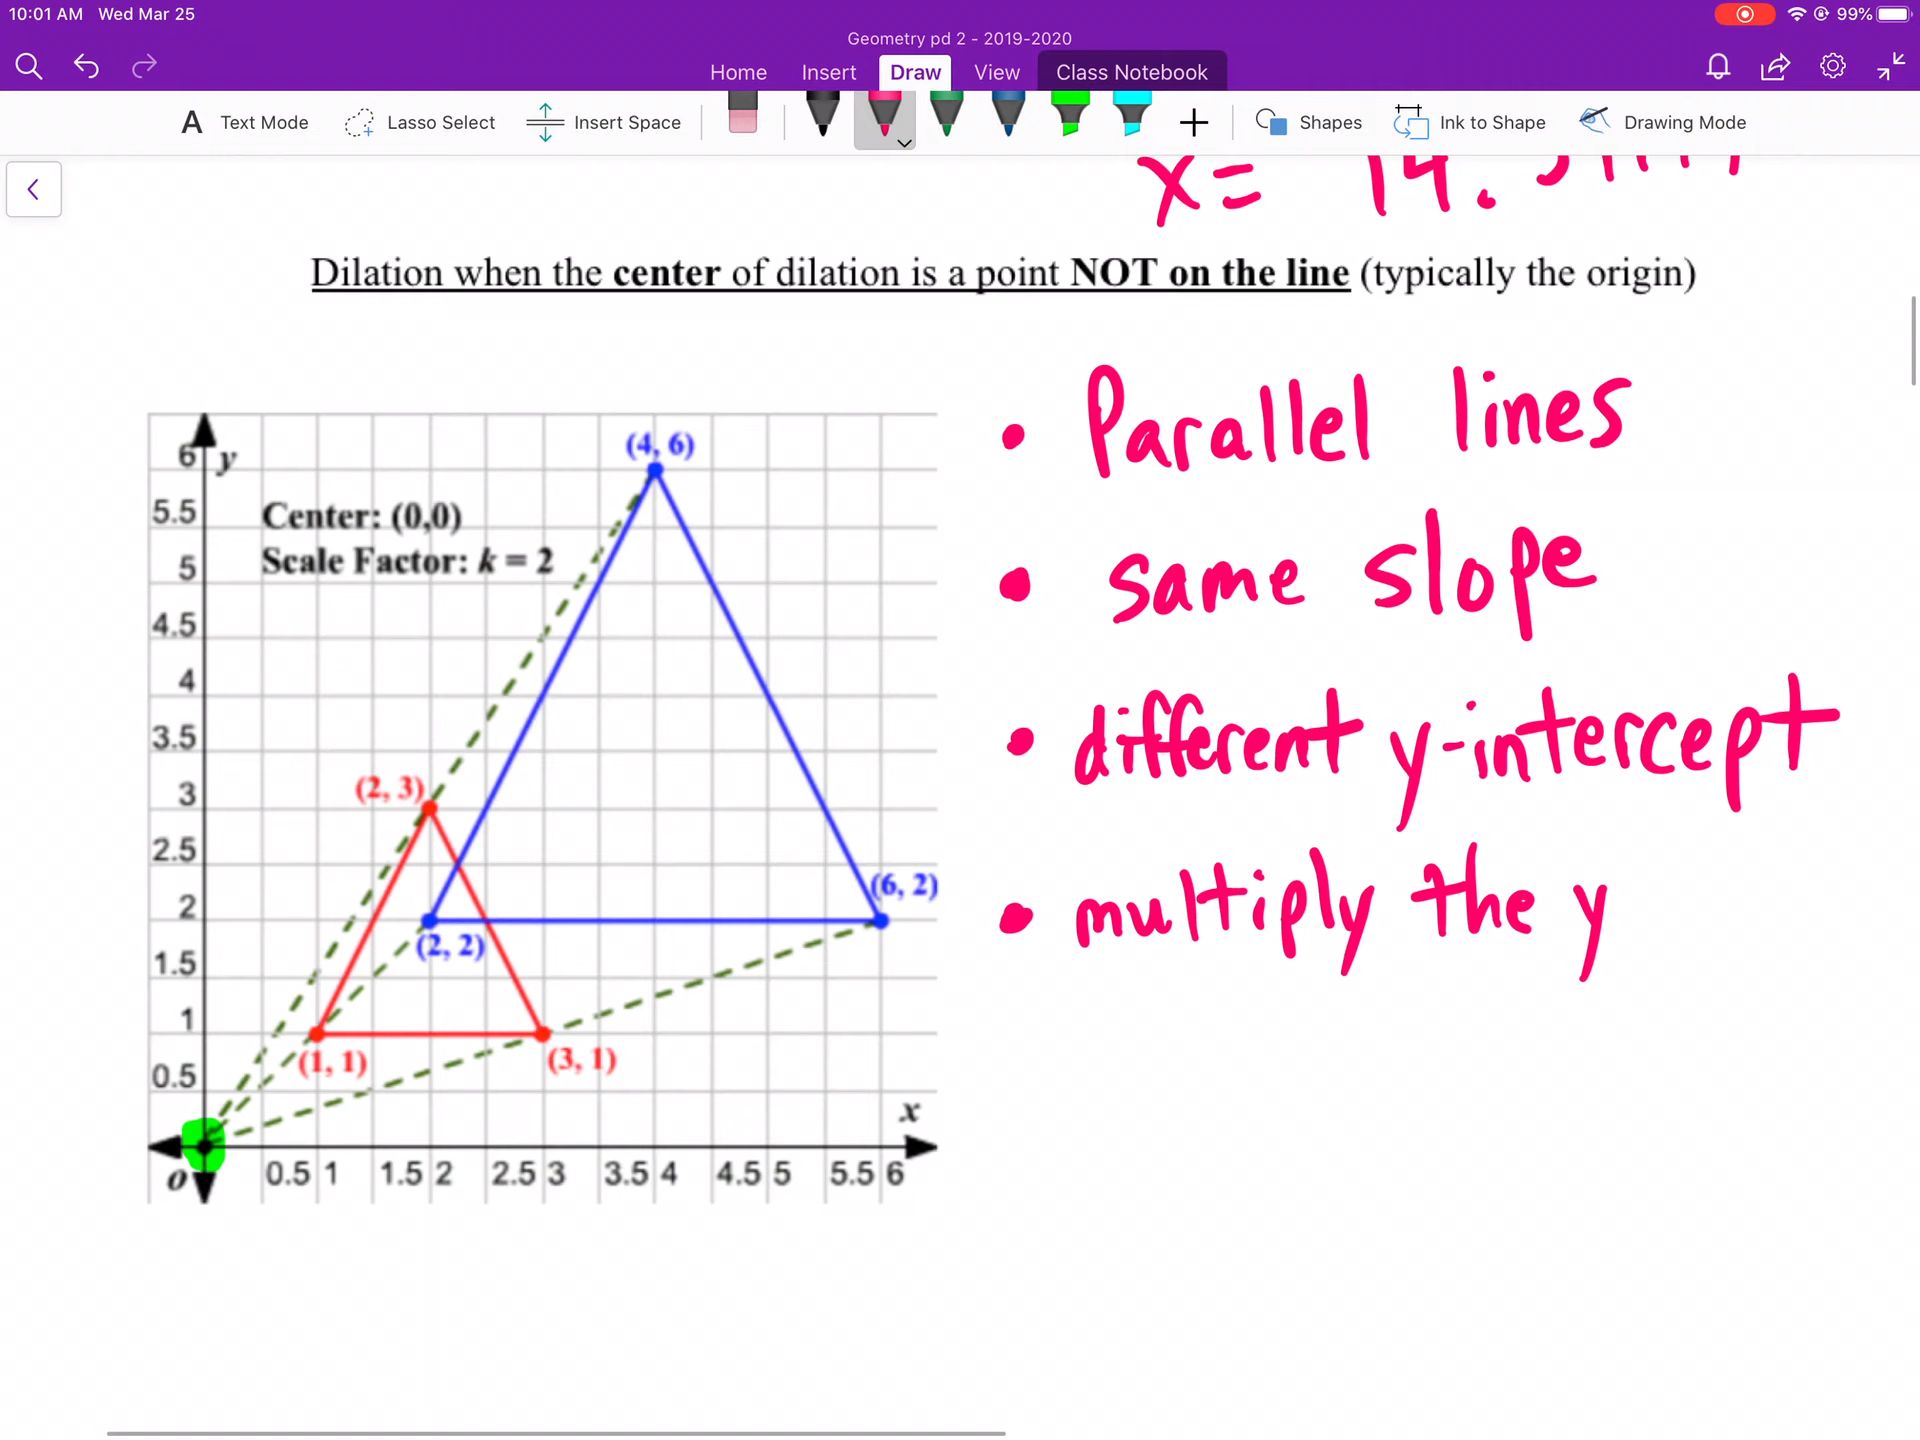 10:01 AM Wed Mar 25
99%
Geometry pd 2 - 2019-2020
Home Insert Draw View Class Notebook
A Text Mode Lasso Select Insert Space Shapes Ink to Shape Drawing Mode
x= 14.
Dilation when the center of dilation is a point NOT on the line (typically the origin)
• Parallel lines
• same slope
• different y-intercept
• multiply the y
6 y
(4, 6)
5.5
Center: (0,0)
5
Scale Factor: k = 2
4.5
4
3.5
3
(2, 3)
2.5
2
(6, 2)
(2, 2)
1.5
1
(1, 1)
(3, 1)
0.5
x
o 0.5 1 1.5 2 2.5 3 3.5 4 4.5 5 5.5 6